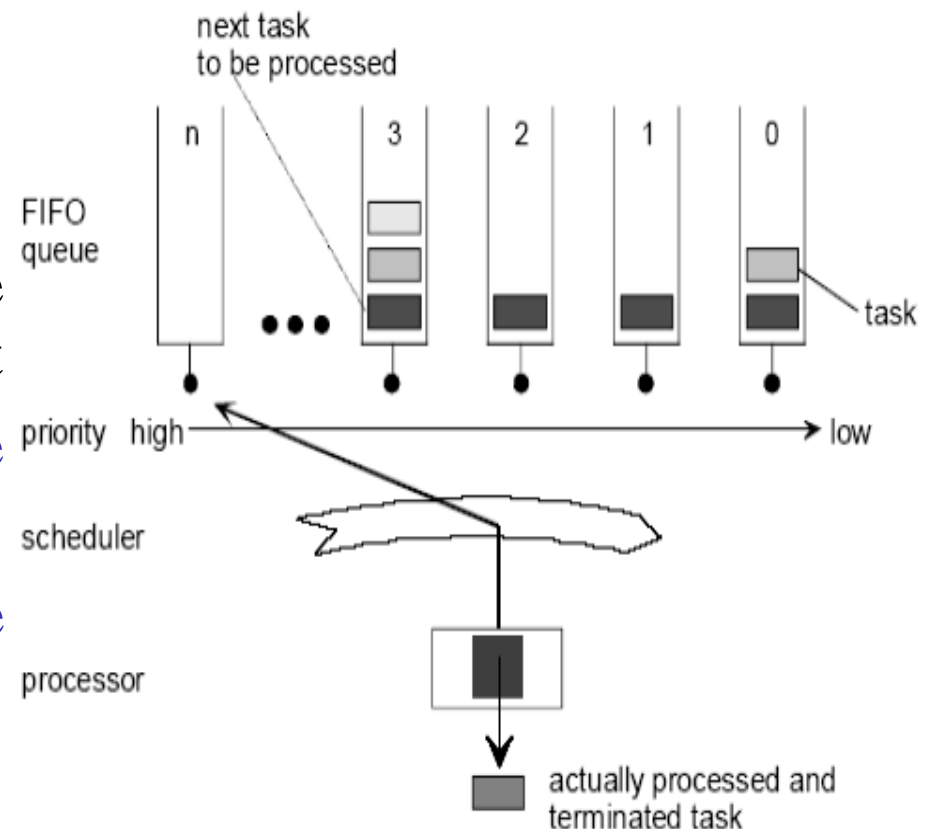 next task
to be processed
n 3 2 1 0
FIFO
queue
task
priority high low
scheduler
processor
actually processed and
terminated task